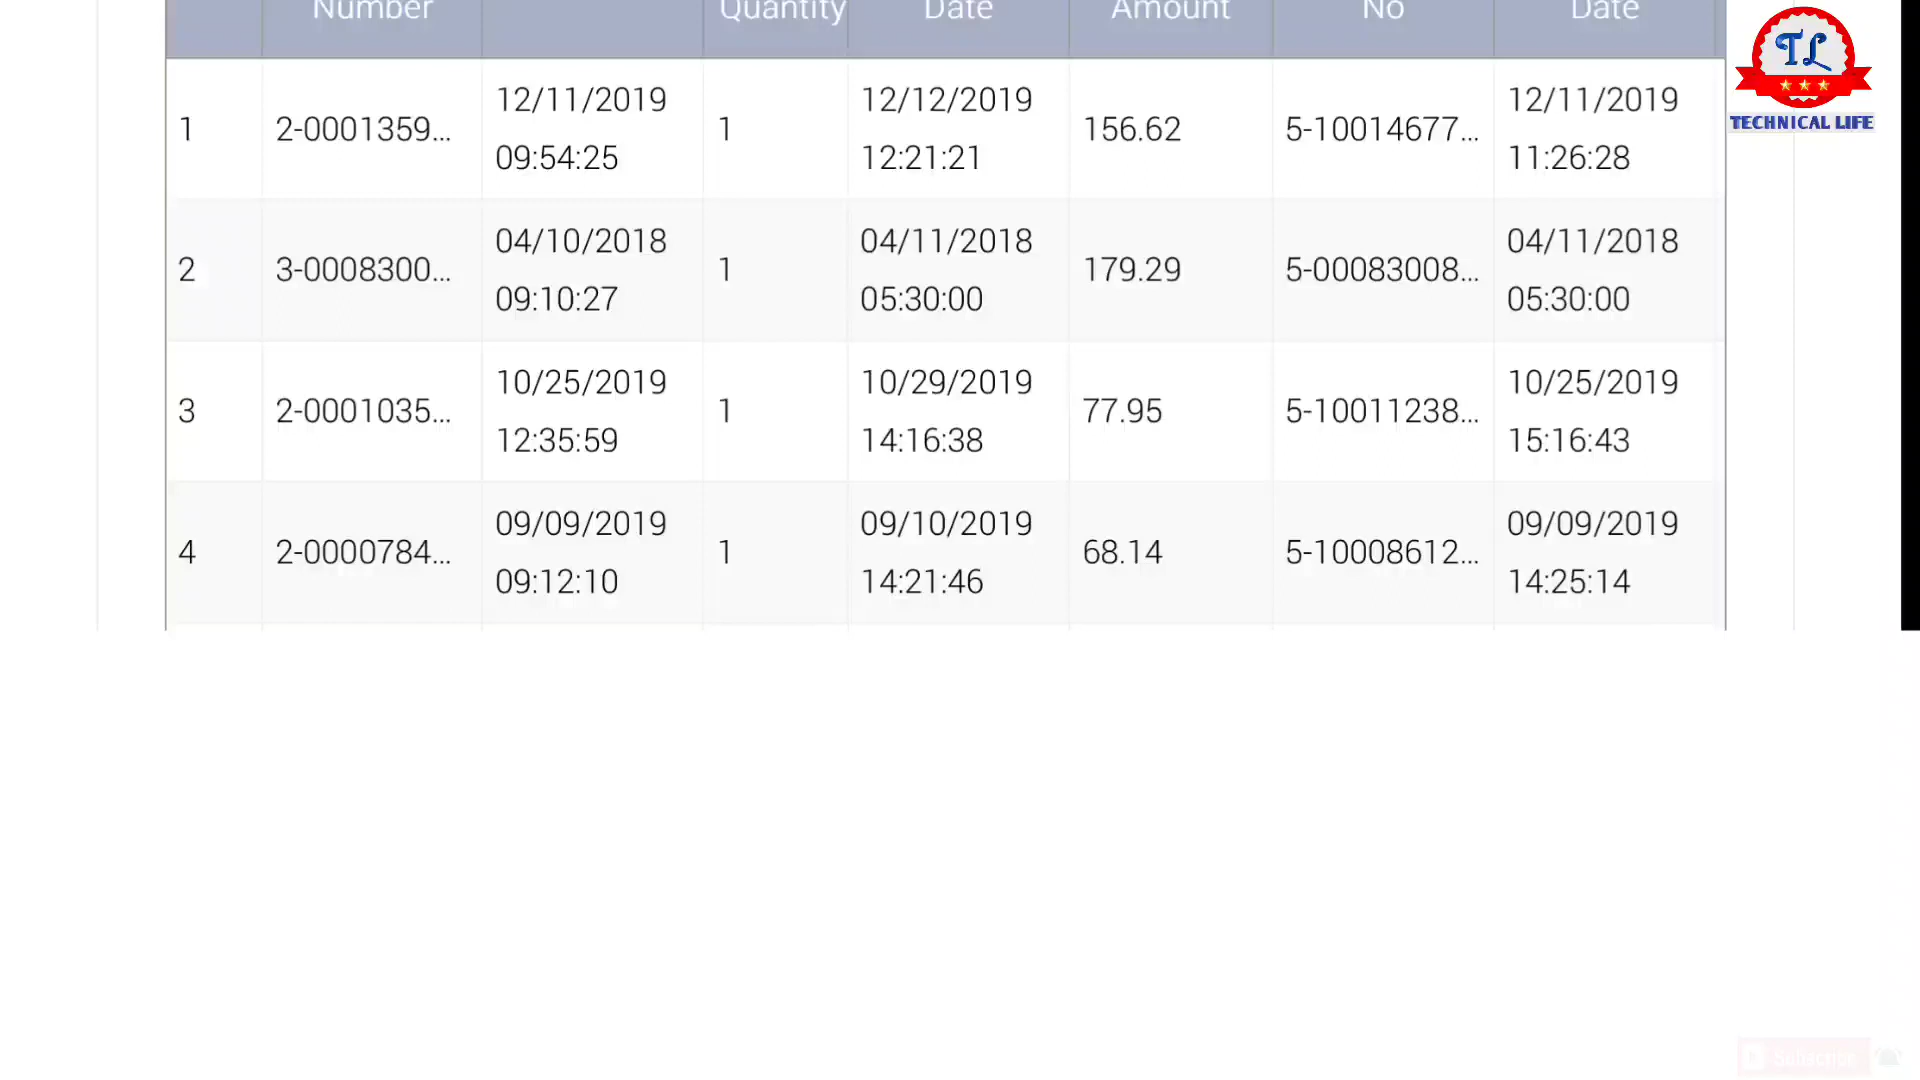 Number Quantity Date Amount No Date
TL
TECHNICAL LIFE
1 2-0001359... 12/11/2019 09:54:25 1 12/12/2019 12:21:21 156.62 5-10014677... 12/11/2019 11:26:28
2 3-0008300... 04/10/2018 09:10:27 1 04/11/2018 05:30:00 179.29 5-00083008... 04/11/2018 05:30:00
3 2-0001035... 10/25/2019 12:35:59 1 10/29/2019 14:16:38 77.95 5-10011238... 10/25/2019 15:16:43
4 2-0000784... 09/09/2019 09:12:10 1 09/10/2019 14:21:46 68.14 5-10008612... 09/09/2019 14:25:14
Subscribe